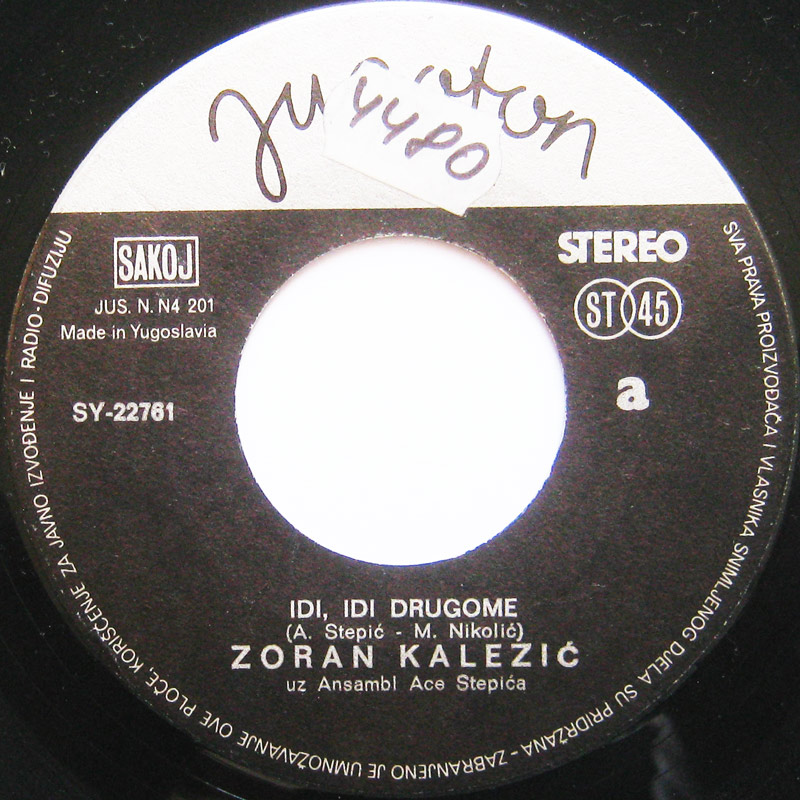 4480
SAKOJ
JUS. N. N4 201
Made in Yugoslavia
SY-22761
STEREO
ST 45
a
IDI, IDI DRUGOME
(A. Stepić - M. Nikolić)
ZORAN KALEZIĆ
uz Ansambl Ace Stepića
SVA PRAVA PROIZVOĐAČA I VLASNIKA SNIMLJENOG DJELA SU PRIDRŽANA - ZABRANJENO JE UMNOŽAVANJE OVE PLOČE, KORIŠĆENJE ZA JAVNO IZVOĐENJE I RADIO-DIFUZIJU